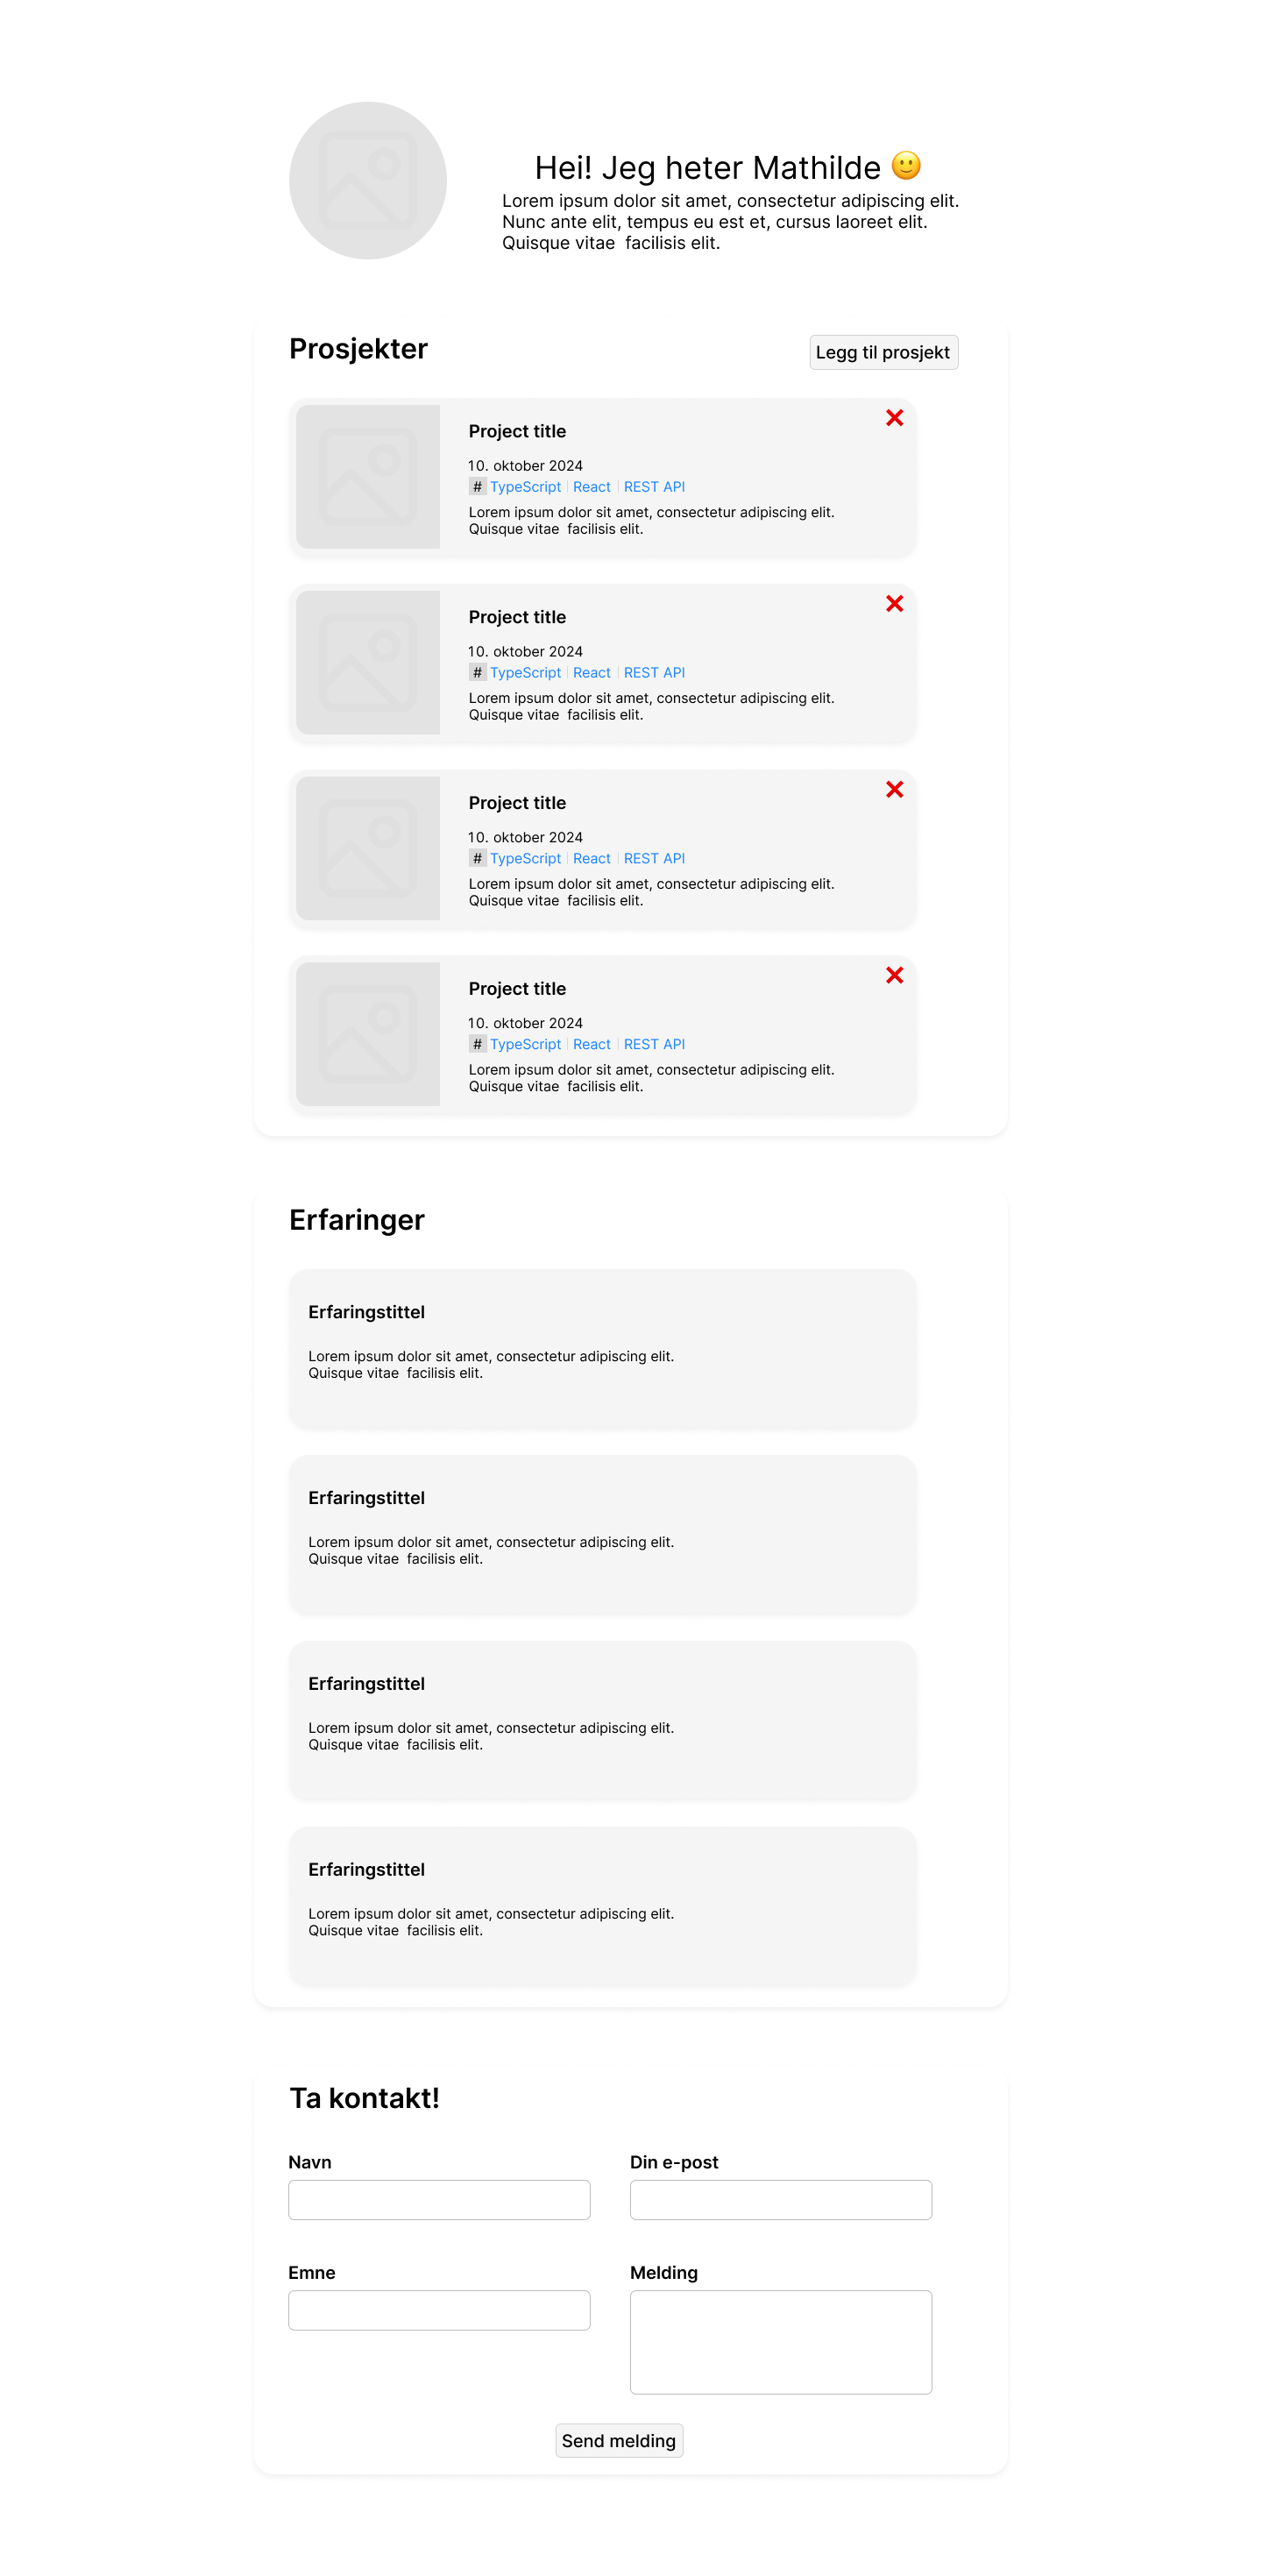 Hei! Jeg heter Mathilde 🙂
Lorem ipsum dolor sit amet, consectetur adipiscing elit.
Nunc ante elit, tempus eu est et, cursus laoreet elit.
Quisque vitae  facilisis elit.
Prosjekter
Legg til prosjekt
Project title
10. oktober 2024
# TypeScript | React | REST API
Lorem ipsum dolor sit amet, consectetur adipiscing elit.
Quisque vitae  facilisis elit.
Project title
10. oktober 2024
# TypeScript | React | REST API
Lorem ipsum dolor sit amet, consectetur adipiscing elit.
Quisque vitae  facilisis elit.
Project title
10. oktober 2024
# TypeScript | React | REST API
Lorem ipsum dolor sit amet, consectetur adipiscing elit.
Quisque vitae  facilisis elit.
Project title
10. oktober 2024
# TypeScript | React | REST API
Lorem ipsum dolor sit amet, consectetur adipiscing elit.
Quisque vitae  facilisis elit.
Erfaringer
Erfaringstittel
Lorem ipsum dolor sit amet, consectetur adipiscing elit.
Quisque vitae  facilisis elit.
Erfaringstittel
Lorem ipsum dolor sit amet, consectetur adipiscing elit.
Quisque vitae  facilisis elit.
Erfaringstittel
Lorem ipsum dolor sit amet, consectetur adipiscing elit.
Quisque vitae  facilisis elit.
Erfaringstittel
Lorem ipsum dolor sit amet, consectetur adipiscing elit.
Quisque vitae  facilisis elit.
Ta kontakt!
Navn
Din e-post
Emne
Melding
Send melding